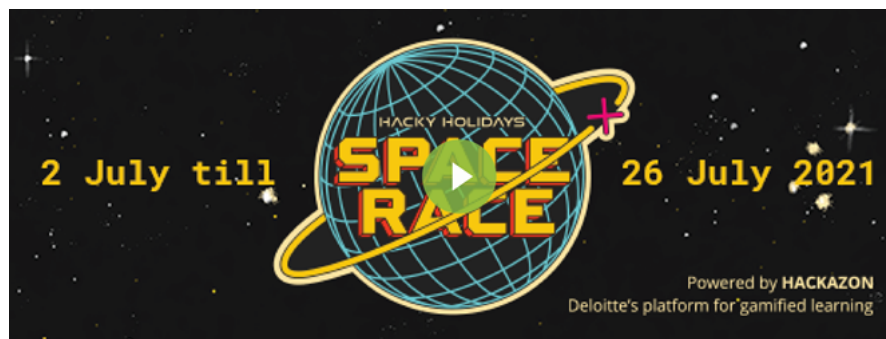 HACKY HOLIDAYS
SPACE
RACE
2 July till
26 July 2021
Powered by HACKAZON
Deloitte's platform for gamified learning